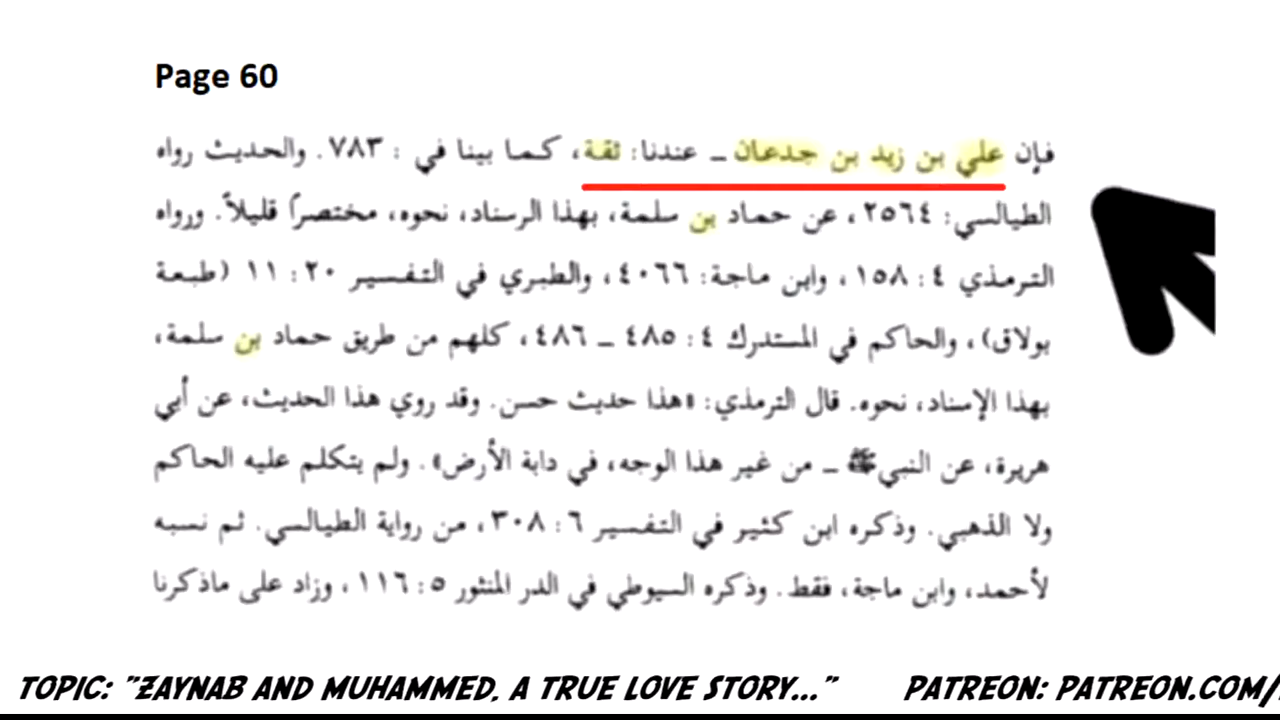 Page 60
فإن علي بن زيد بن جدعان ــ عندنا: ثقة، كما بينا في : ٧٨٣. والحديث رواه
الطيالسي: ٢٥٦٤، عن حماد بن سلمة، بهذا الرسناد، نحوه، مختصراً قليلاً. ورواه
الترمذي ٤: ١٥٨، وابن ماجة: ٤٠٦٦، والطبري في التفسير ٢٠: ١١ (طبعة
بولاق)، والحاكم في المستدرك ٤: ٤٨٥ ــ ٤٨٦، كلهم من طريق حماد بن سلمة،
بهذا الإسناد، نحوه. قال الترمذي: «هذا حديث حسن. وقد روي هذا الحديث، عن أبي
هريرة، عن النبي ﷺ ــ من غير هذا الوجه، في دابة الأرض». ولم يتكلم عليه الحاكم
ولا الذهبي. وذكره ابن كثير في التفسير ٦: ٣٠٨، من رواية الطيالسي. ثم نسبه
لأحمد، وابن ماجة، فقط. وذكره السيوطي في الدر المنثور ٥: ١١٦، وزاد على ماذكرنا
TOPIC: "ZAYNAB AND MUHAMMED, A TRUE LOVE STORY..." PATREON: PATREON.COM/